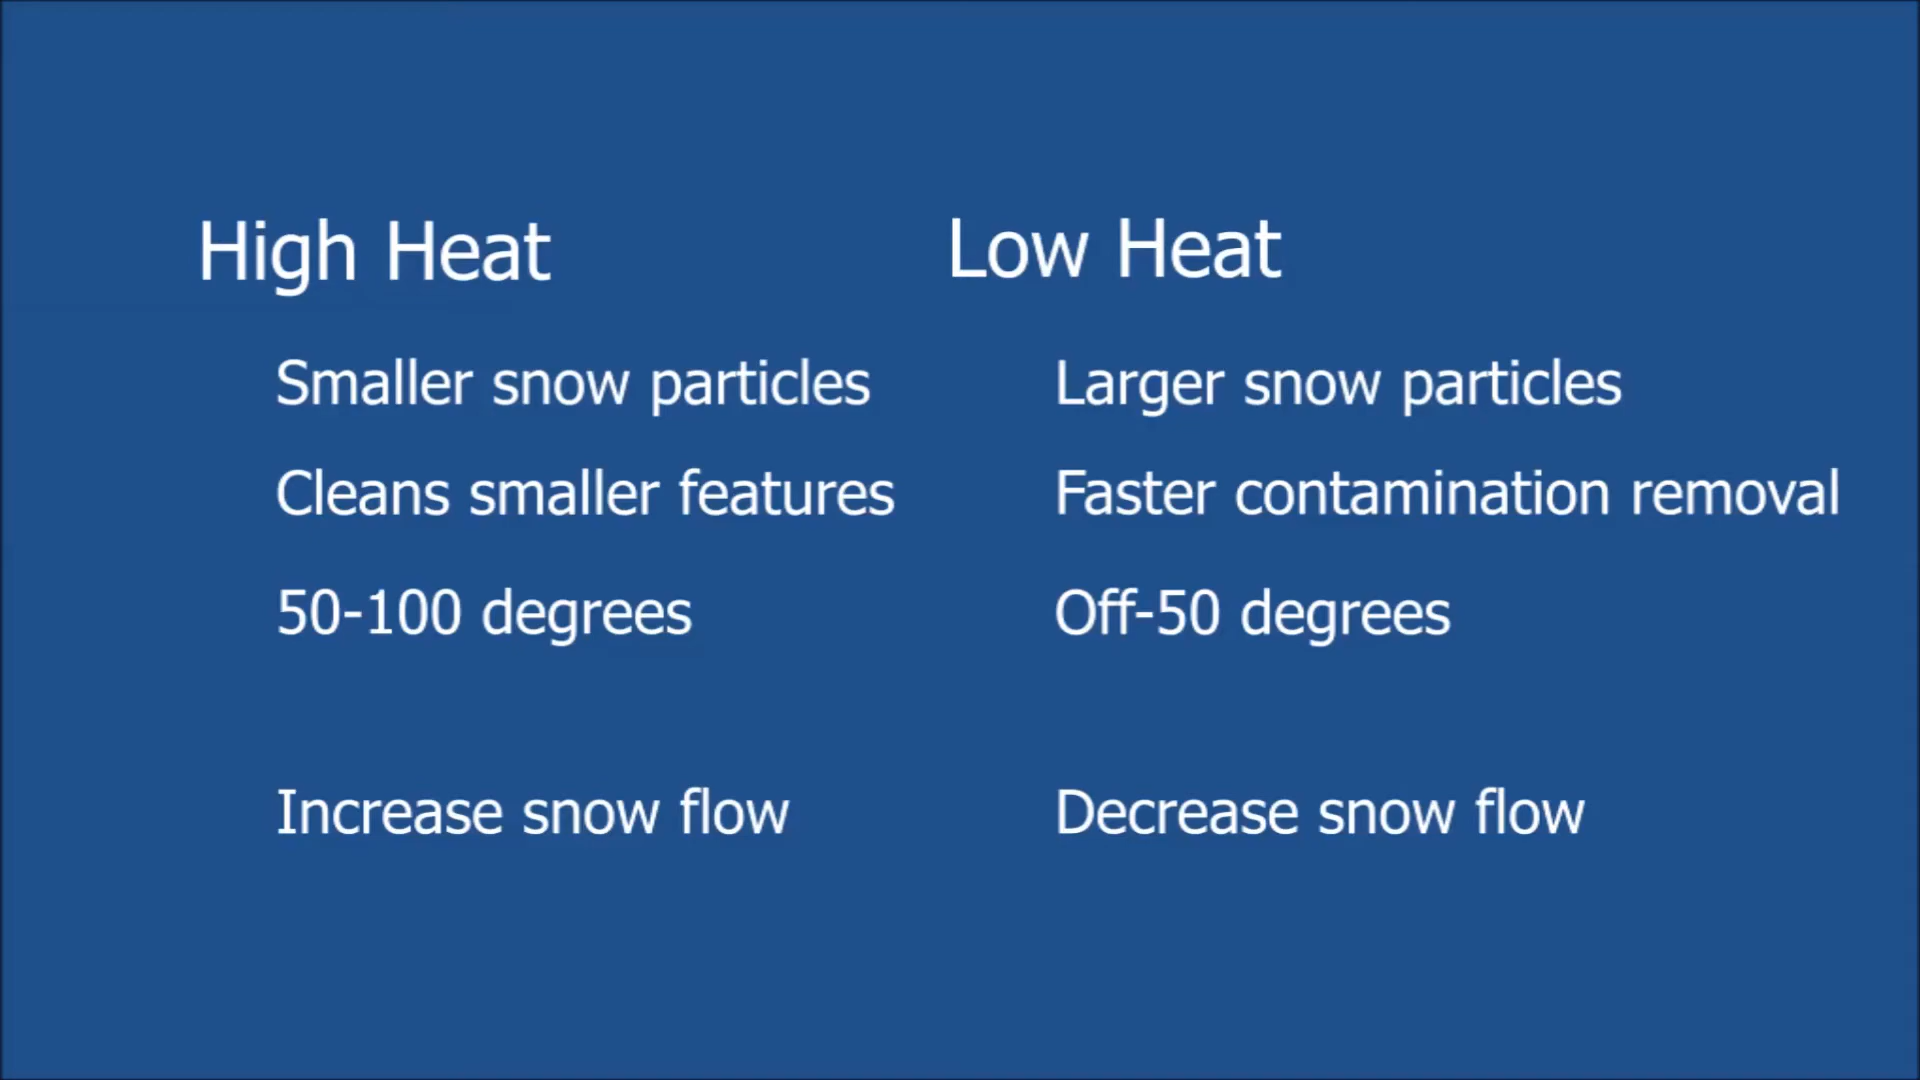 High Heat
Smaller snow particles
Cleans smaller features
50-100 degrees
Increase snow flow
Low Heat
Larger snow particles
Faster contamination removal
Off-50 degrees
Decrease snow flow